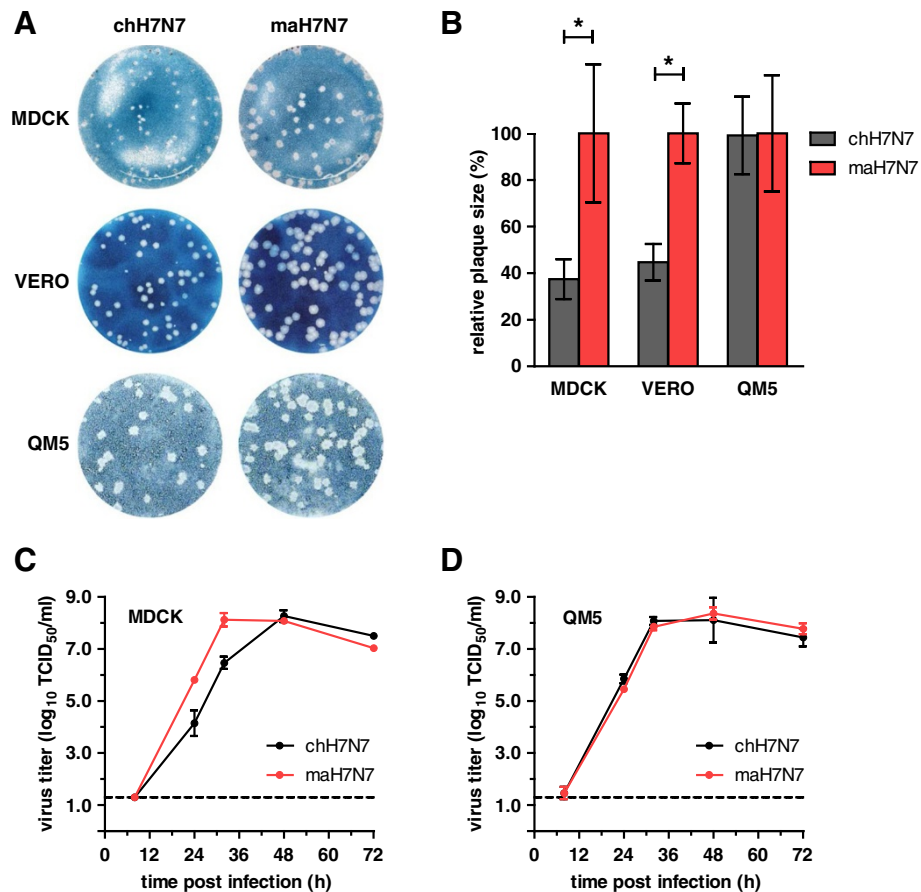 A
chH7N7
maH7N7
MDCK
VERO
QM5
B
relative plaque size (%)
100
80
60
40
20
0
*
*
MDCK
VERO
QM5
chH7N7
maH7N7
C
virus titer (log10 TCID50/ml)
9.0
7.0
5.0
3.0
1.0
MDCK
chH7N7
maH7N7
0
12
24
36
48
60
72
time post infection (h)
D
virus titer (log10 TCID50/ml)
9.0
7.0
5.0
3.0
1.0
QM5
chH7N7
maH7N7
0
12
24
36
48
60
72
time post infection (h)